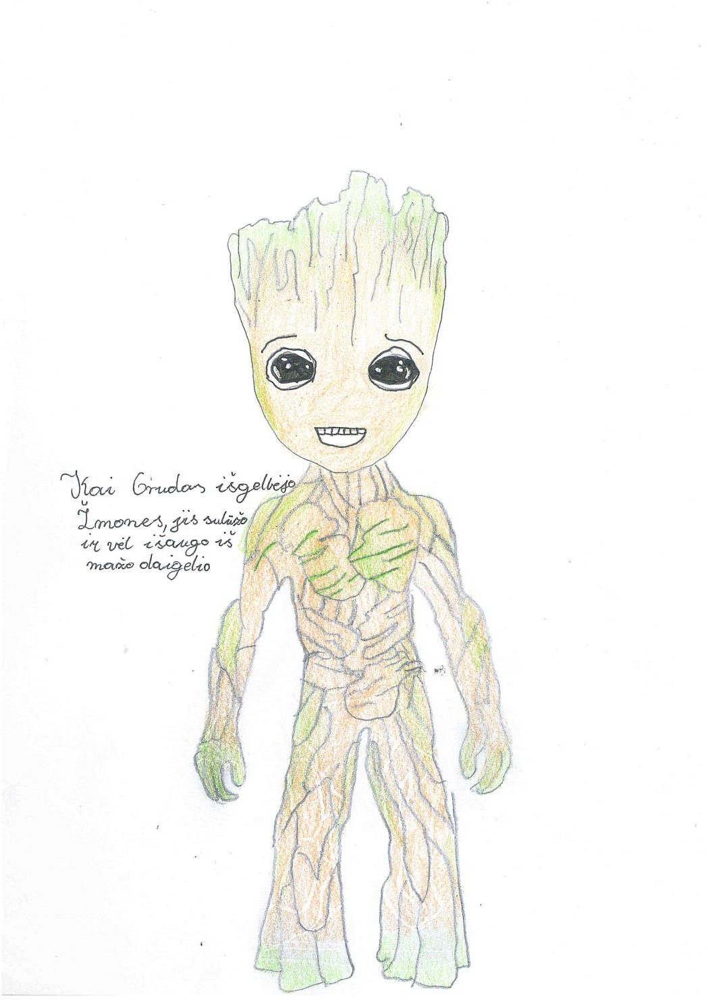 Kai Grudas išgelbėjo
Žmones, jis sulūžo
ir vėl išaugo iš
mažo daigelio